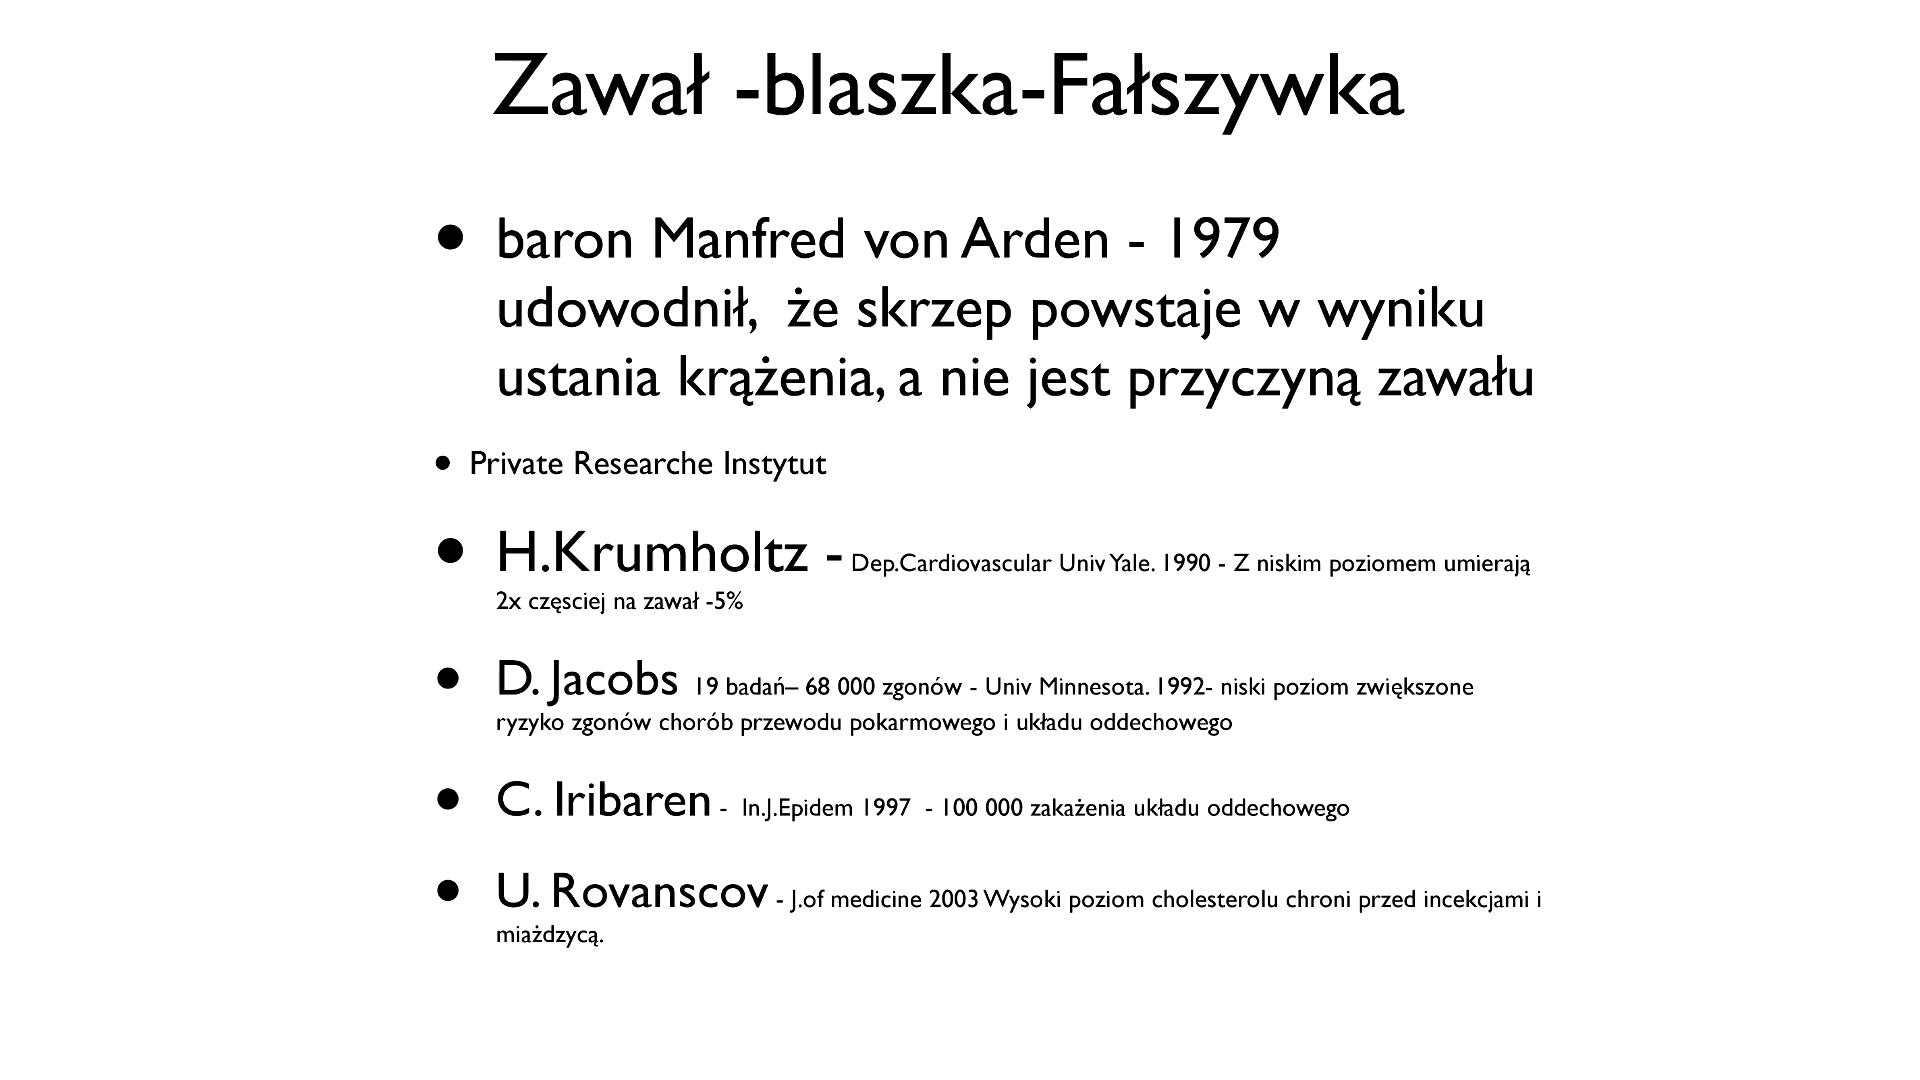 Zawał -blaszka-Fałszywka
• baron Manfred von Arden - 1979
udowodnił, że skrzep powstaje w wyniku
ustania krążenia, a nie jest przyczyną zawału
• Private Researche Instytut
• H.Krumholtz - Dep.Cardiovascular Univ Yale. 1990 - Z niskim poziomem umierają
2x częsciej na zawał -5%
• D. Jacobs 19 badań– 68 000 zgonów - Univ Minnesota. 1992- niski poziom zwiększone
ryzyko zgonów chorób przewodu pokarmowego i układu oddechowego
• C. Iribaren - In.J.Epidem 1997 - 100 000 zakażenia układu oddechowego
• U. Rovanscov - J.of medicine 2003 Wysoki poziom cholesterolu chroni przed incekcjami i
miażdzycą.